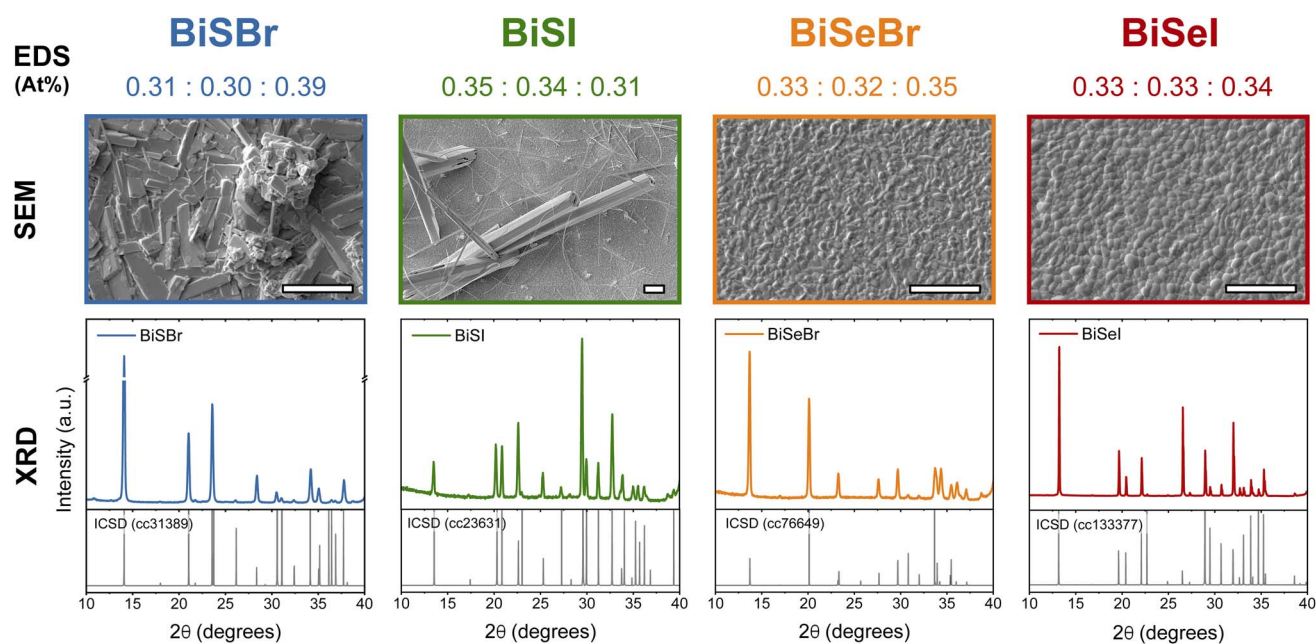 BiSBr
BiSI
BiSeBr
BiSeI
EDS
(At%)
0.31 : 0.30 : 0.39
0.35 : 0.34 : 0.31
0.33 : 0.32 : 0.35
0.33 : 0.33 : 0.34
SEM
XRD
Intensity (a.u.)
BiSBr
BiSI
BiSeBr
BiSeI
ICSD (cc31389)
ICSD (cc23631)
ICSD (cc76649)
ICSD (cc133377)
10 15 20 25 30 35 40
10 15 20 25 30 35 40
10 15 20 25 30 35 40
10 15 20 25 30 35 40
2θ (degrees)
2θ (degrees)
2θ (degrees)
2θ (degrees)